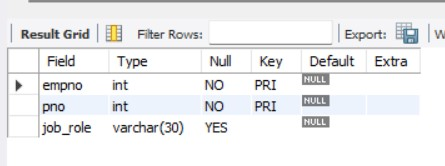 Result Grid Filter Rows: Export: W
Field Type Null Key Default Extra
empno int NO PRI NULL
pno int NO PRI NULL
job_role varchar(30) YES NULL